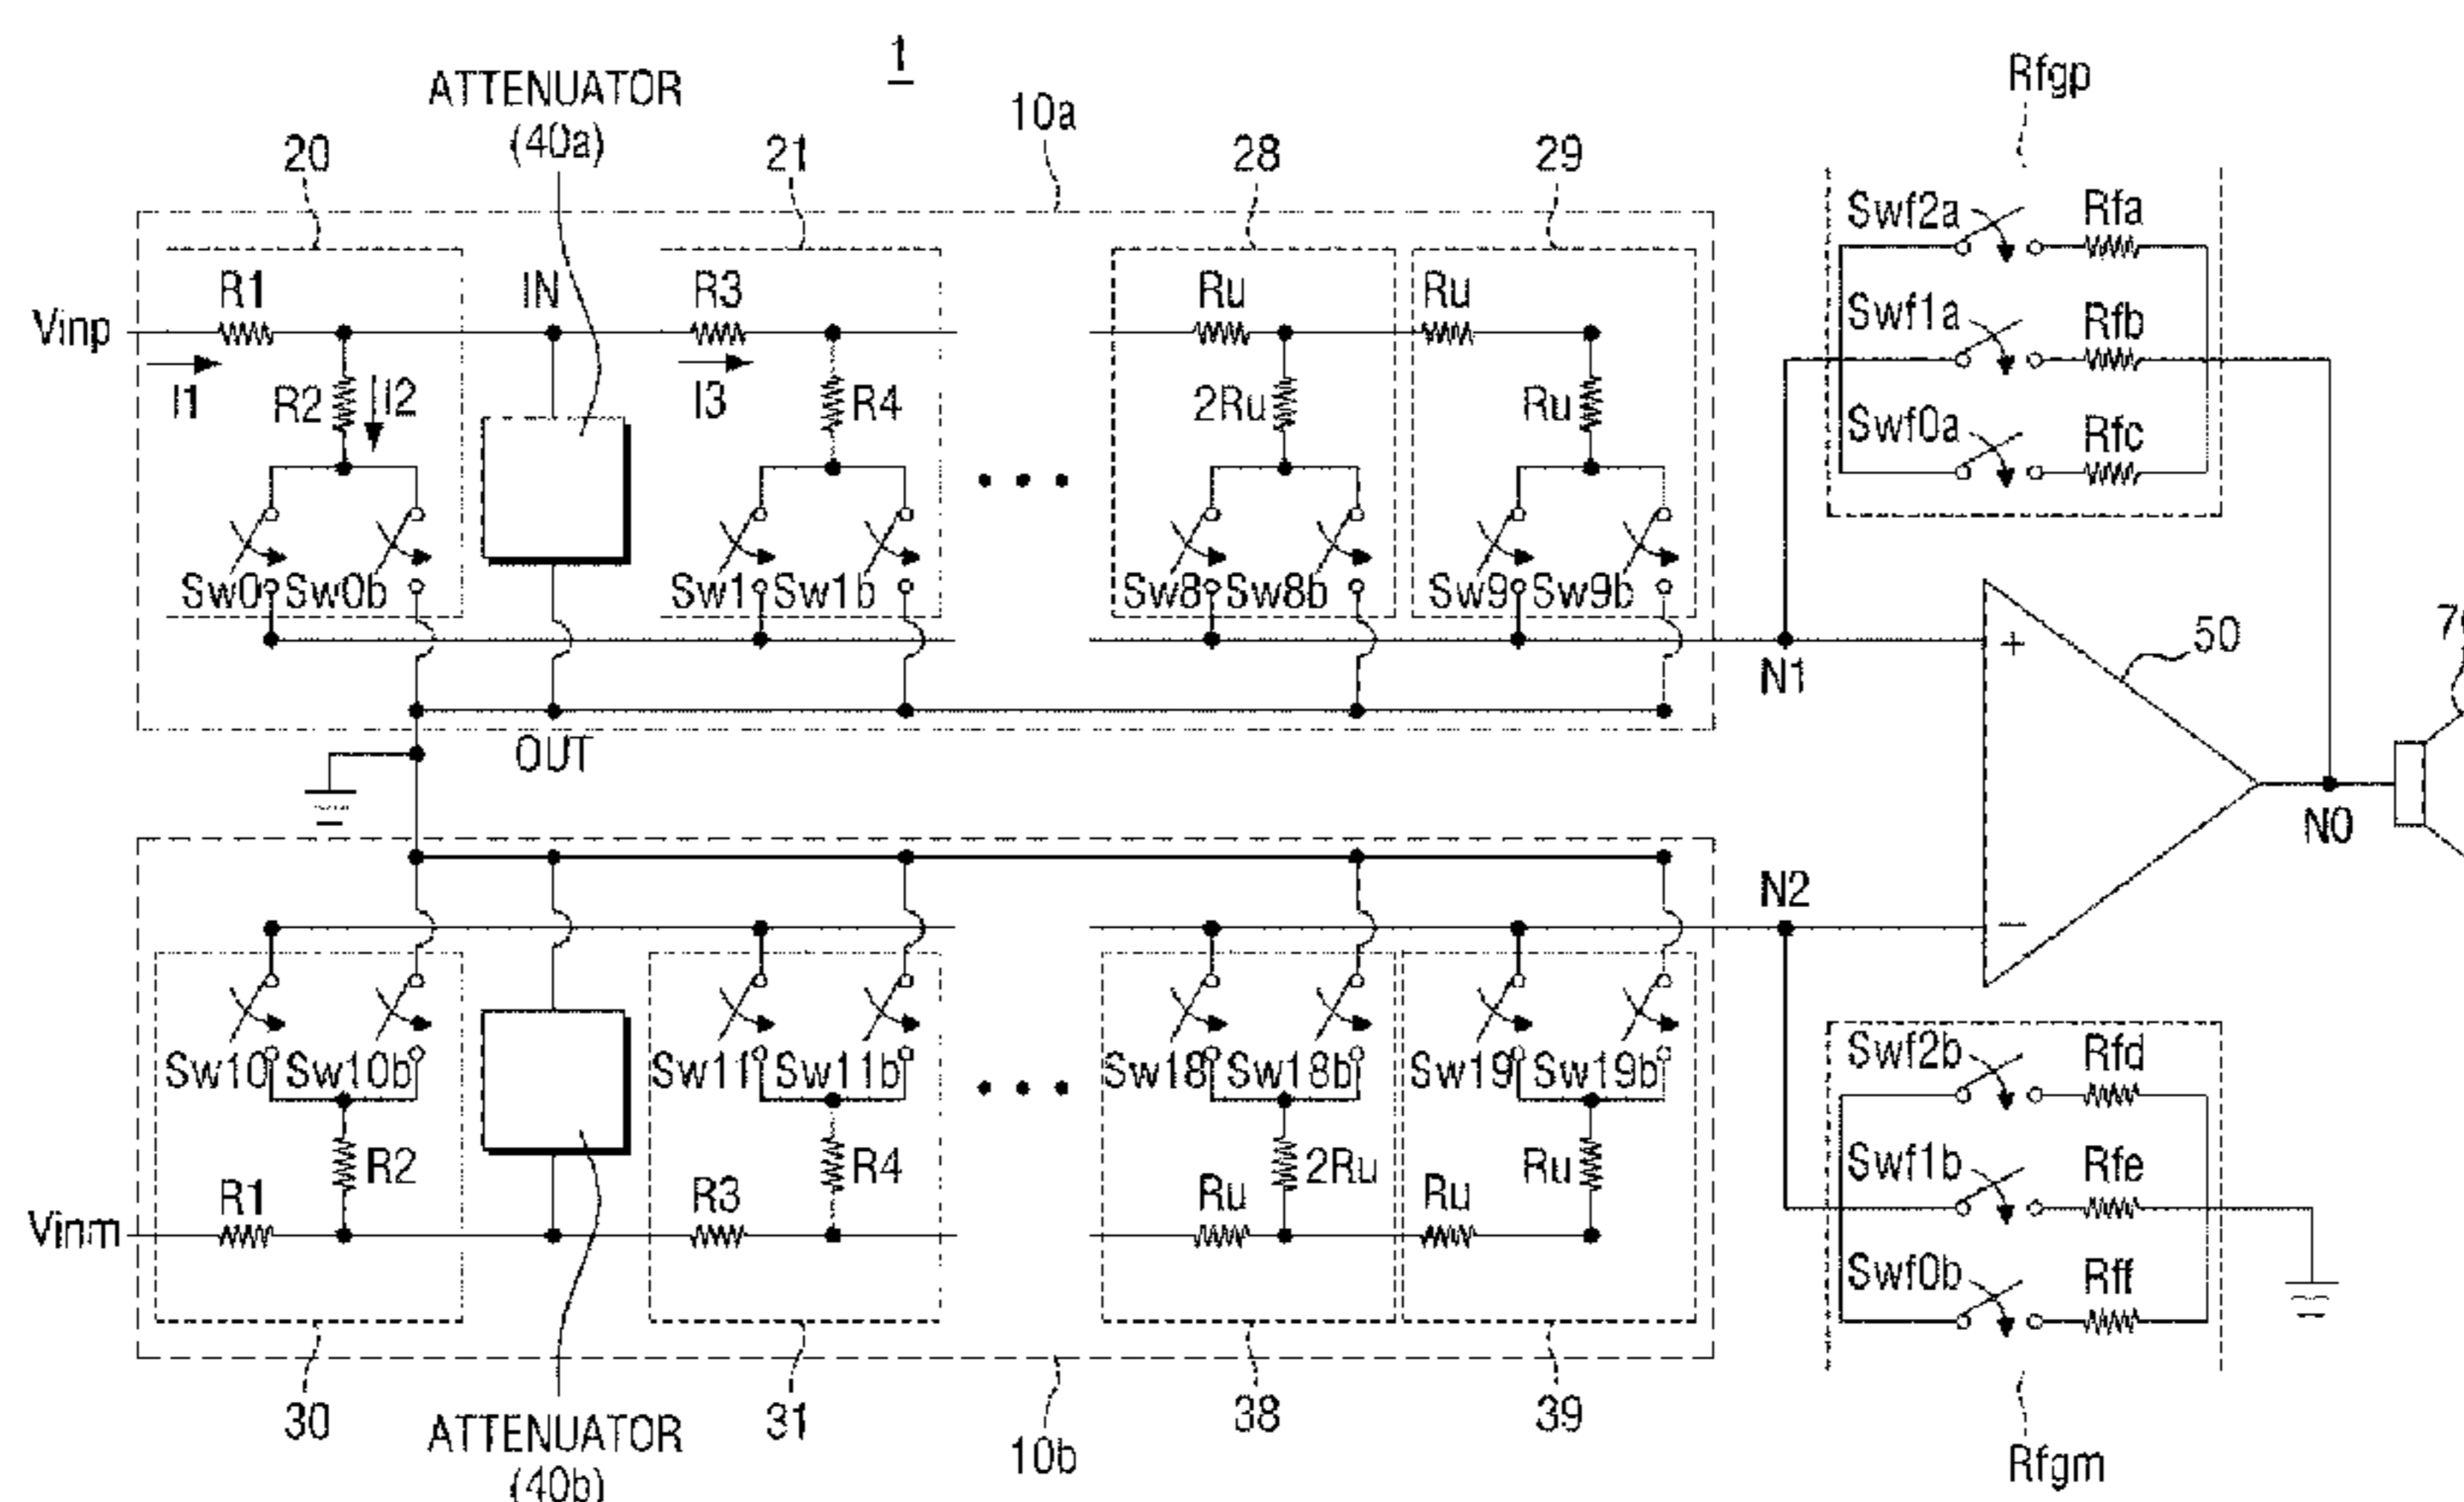 1
ATTENUATOR
(40a)
10a
Rfgp
20
21
28
29
Swf2a
Rfa
R1
IN
R3
Ru
Ru
Vinp
Swf1a
Rfb
I1
R2
I2
I3
R4
2Ru
Ru
Swf0a
Rfc
Sw0
Sw0b
Sw1
Sw1b
Sw8
Sw8b
Sw9
Sw9b
+
50
N1
OUT
N0
N2
−
Sw10
Sw10b
Sw11
Sw11b
Sw18
Sw18b
Sw19
Sw19b
Swf2b
Rfd
R2
R4
2Ru
Ru
Swf1b
Rfe
R1
R3
Ru
Ru
Vinm
Swf0b
Rff
30
ATTENUATOR
(40b)
31
10b
38
39
Rfgm